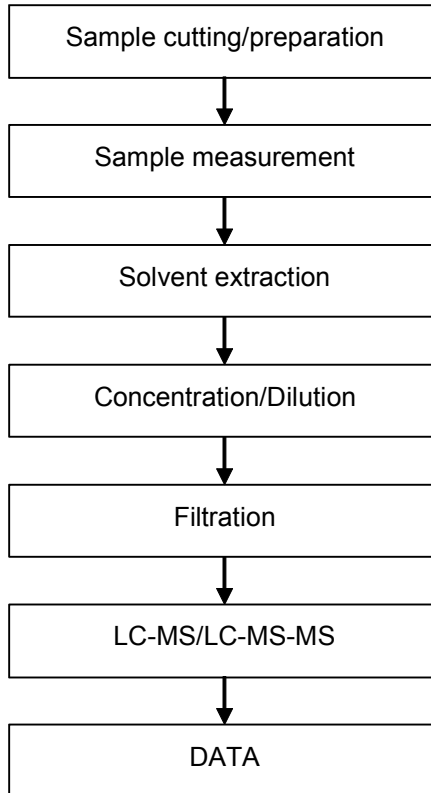 Sample cutting/preparation
Sample measurement
Solvent extraction
Concentration/Dilution
Filtration
LC-MS/LC-MS-MS
DATA